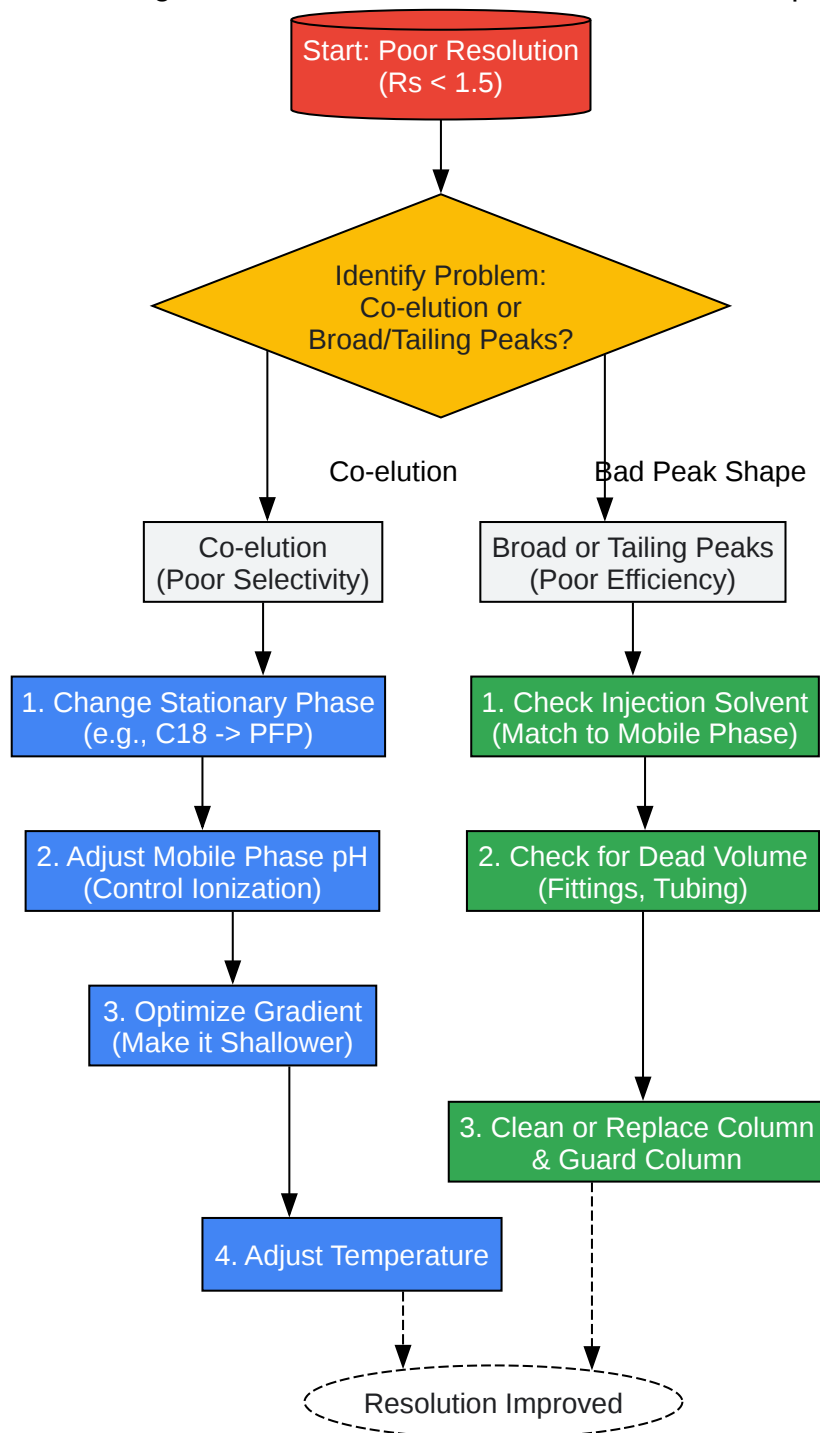 Start: Poor Resolution
(Rs < 1.5)
Identify Problem:
Co-elution or
Broad/Tailing Peaks?
Co-elution
Bad Peak Shape
Co-elution
(Poor Selectivity)
Broad or Tailing Peaks
(Poor Efficiency)
1. Change Stationary Phase
(e.g., C18 -> PFP)
1. Check Injection Solvent
(Match to Mobile Phase)
2. Adjust Mobile Phase pH
(Control Ionization)
2. Check for Dead Volume
(Fittings, Tubing)
3. Optimize Gradient
(Make it Shallower)
3. Clean or Replace Column
& Guard Column
4. Adjust Temperature
Resolution Improved